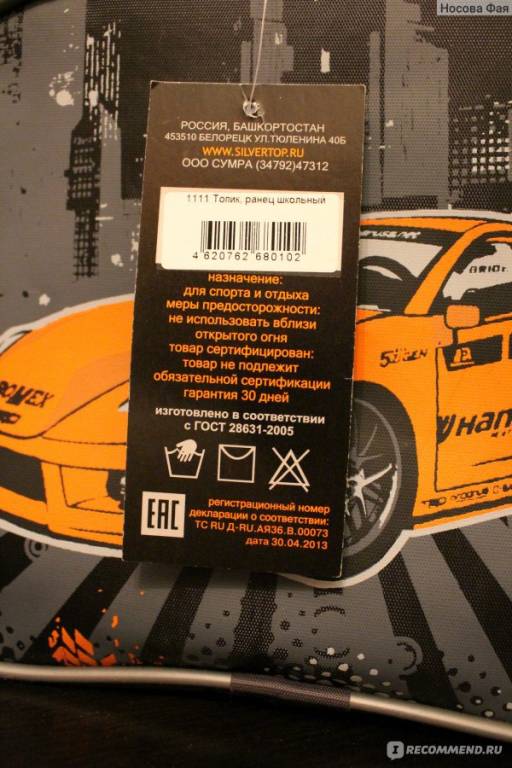 Носова Фая
РОССИЯ, БАШКОРТОСТАН
453510 БЕЛОРЕЦК УЛ.ТЮЛЕНИНА 40Б
WWW.SILVERTOP.RU
ООО СУМРА (34792)47312
1111 Топик, ранец школьный
4 620762 680102
назначение:
для спорта и отдыха
меры предосторожности:
не использовать вблизи
открытого огня
товар сертифицирован:
товар не подлежит
обязательной сертификации
гарантия 30 дней
изготовлено в соответствии
с ГОСТ 28631-2005
EAC
регистрационный номер
декларации о соответствии:
ТС RU Д-RU.АЯ36.В.00073
дата 30.04.2013
HAN
I RECOMMEND.RU